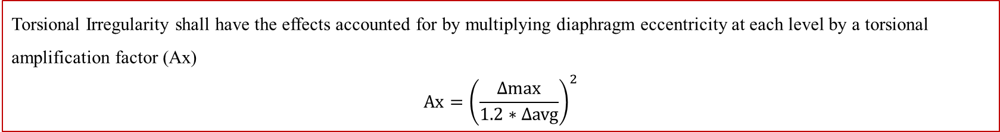 Torsional Irregularity shall have the effects accounted for by multiplying diaphragm eccentricity at each level by a torsional
amplification factor (Ax)
Ax = (Δmax / 1.2 * Δavg)²